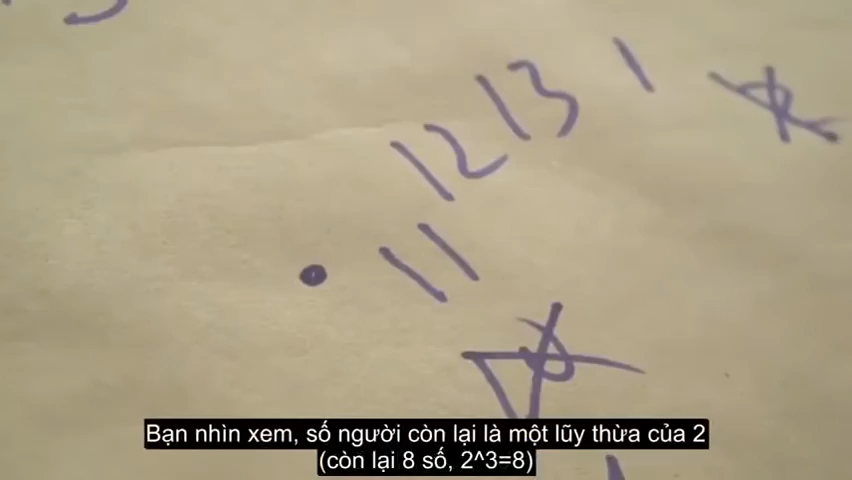 12 13 1
11
Bạn nhìn xem, số người còn lại là một lũy thừa của 2
(còn lại 8 số, 2^3=8)